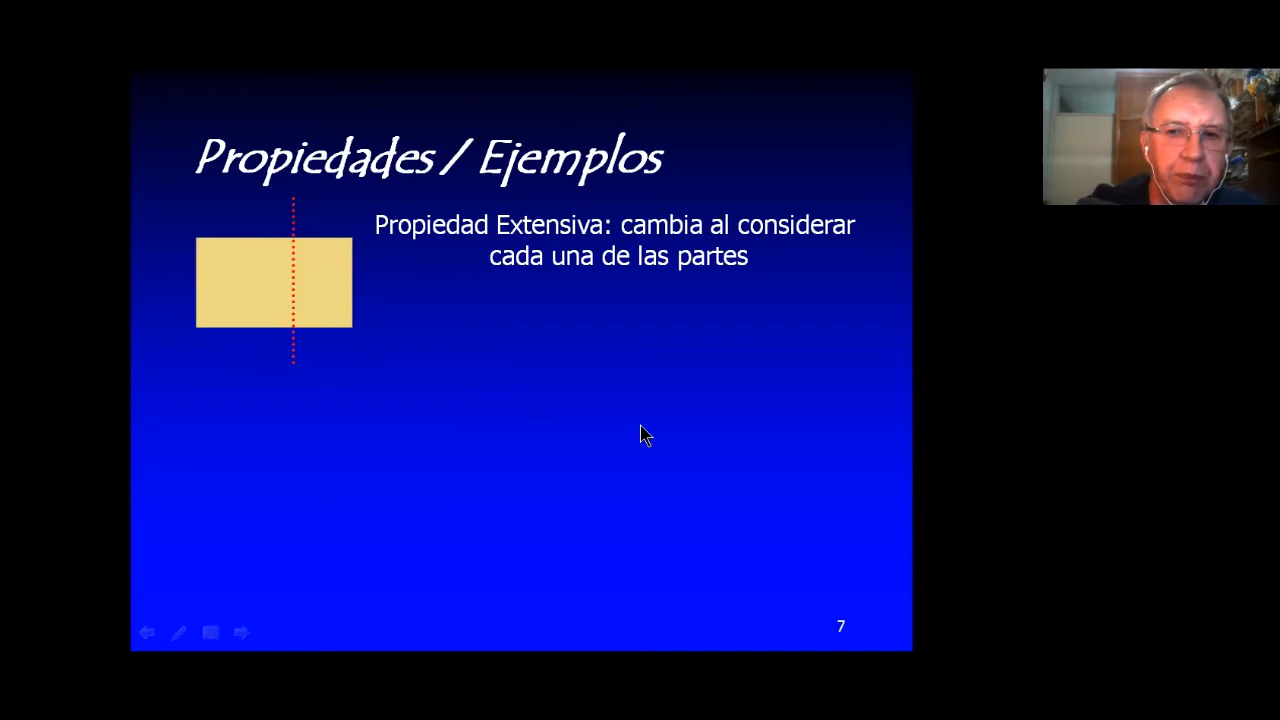 Propiedades / Ejemplos
Propiedad Extensiva: cambia al considerar
cada una de las partes
7